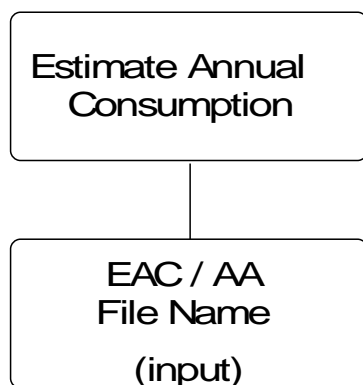 Estimate Annual
Consumption
EAC / AA
File Name
(input)